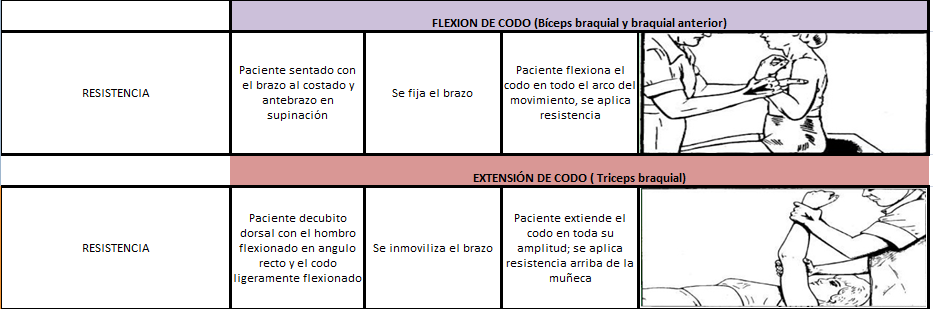 FLEXION DE CODO (Bíceps braquial y braquial anterior)
RESISTENCIA
Paciente sentado con
el brazo al costado y
antebrazo en
supinación
Se fija el brazo
Paciente flexiona el
codo en todo el arco del
movimiento, se aplica
resistencia
EXTENSIÓN DE CODO ( Triceps braquial)
RESISTENCIA
Paciente decubito
dorsal con el hombro
flexionado en angulo
recto y el codo
ligeramente flexionado
Se inmoviliza el brazo
Paciente extiende el
codo en toda su
amplitud; se aplica
resistencia arriba de la
muñeca